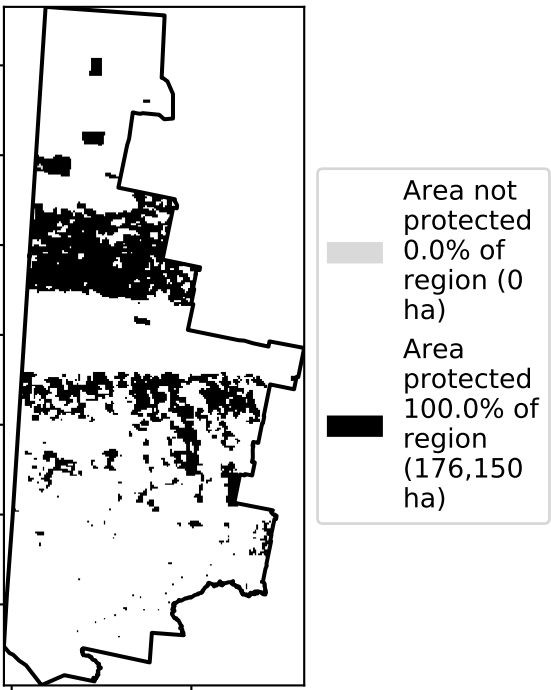 Area not
protected
0.0% of
region (0
ha)
Area
protected
100.0% of
region
(176,150
ha)